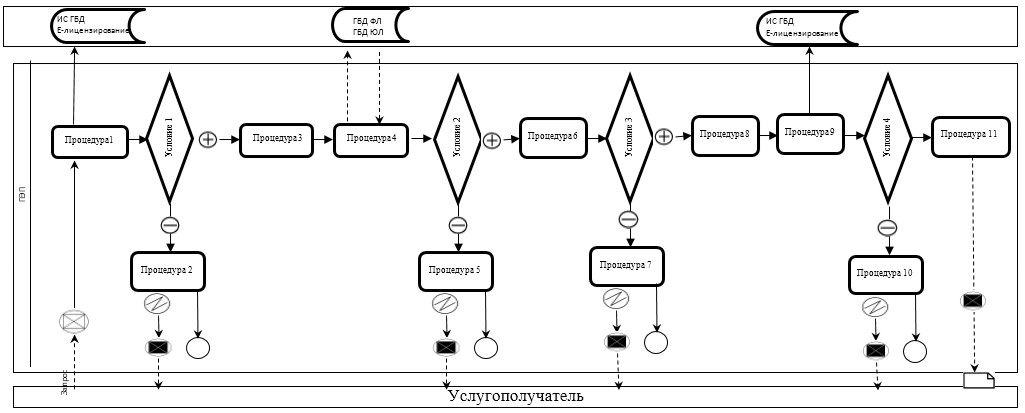 ИС ГБД
Е-лицензирование
ГБД ФЛ
ГБД ЮЛ
ИС ГБД
Е-лицензирование
ПЭП
Процедура1
Условие 1
Процедура3
Процедура4
Условие 2
Процедура6
Условие 3
Процедура8
Процедура9
Условие 4
Процедура 11
Процедура 2
Процедура 5
Процедура 7
Процедура 10
Запрос
Услугополучатель